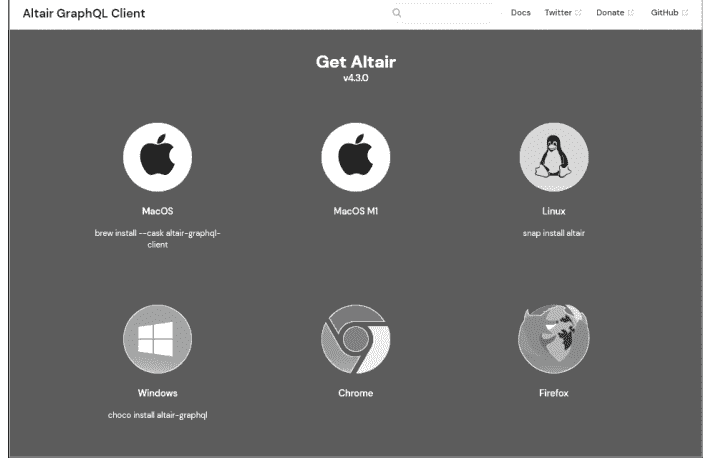 Altair GraphQL Client
Docs Twitter Donate GitHub
Get Altair
v4.3.0
MacOS
MacOS M1
Linux
brew install --cask altair-graphql-
client
snap install altair
Windows
Chrome
Firefox
choco install altair-graphql